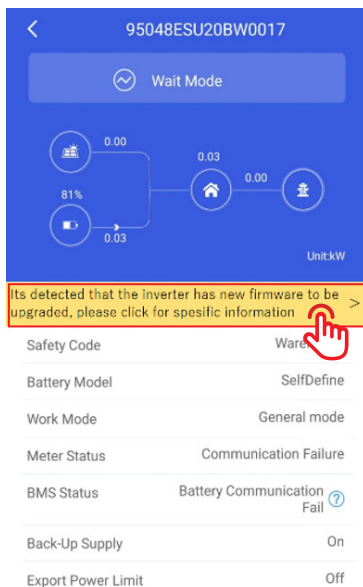 95048ESU20BW0017
Wait Mode
0.00
0.03
0.00
81%
0.03
Unit:kW
Its detected that the inverter has new firmware to be >
upgraded, please click for spesific information
Safety Code
Battery Model SelfDefine
Work Mode General mode
Meter Status Communication Failure
BMS Status Battery Communication ?
Fail
Back-Up Supply On
Export Power Limit Off